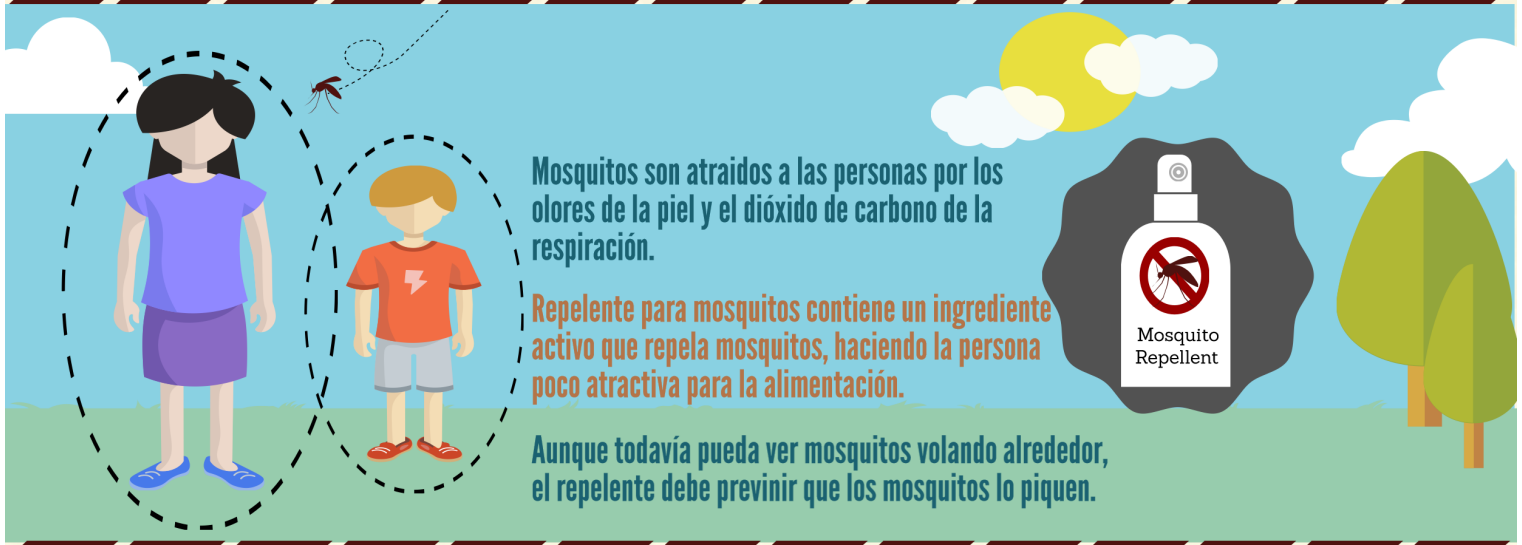 Mosquitos son atraidos a las personas por los
olores de la piel y el dióxido de carbono de la
respiración.
Repelente para mosquitos contiene un ingrediente
activo que repela mosquitos, haciendo la persona
poco atractiva para la alimentación.
Aunque todavía pueda ver mosquitos volando alrededor,
el repelente debe previnir que los mosquitos lo piquen.
Mosquito
Repellent